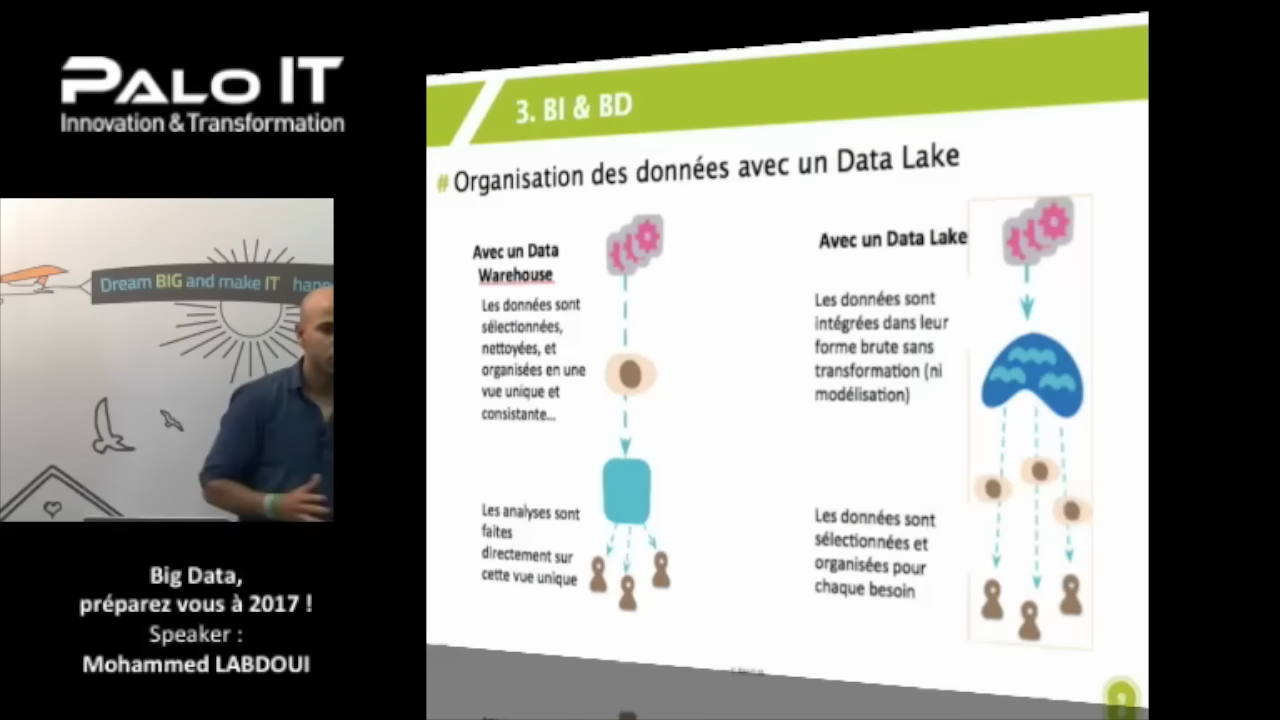 PALO IT
Innovation & Transformation
Dream BIG and make IT
Big Data,
préparez vous à 2017 !
Speaker :
Mohammed LABDOUI
3. BI & BD
# Organisation des données avec un Data Lake
Avec un Data
Warehouse
Les données sont
sélectionnées,
nettoyées, et
organisées en une
vue unique et
consistante...
Les analyses sont
faites
directement sur
cette vue unique
Avec un Data Lake
Les données sont
intégrées dans leur
forme brute sans
transformation (ni
modélisation)
Les données sont
sélectionnées et
organisées pour
chaque besoin